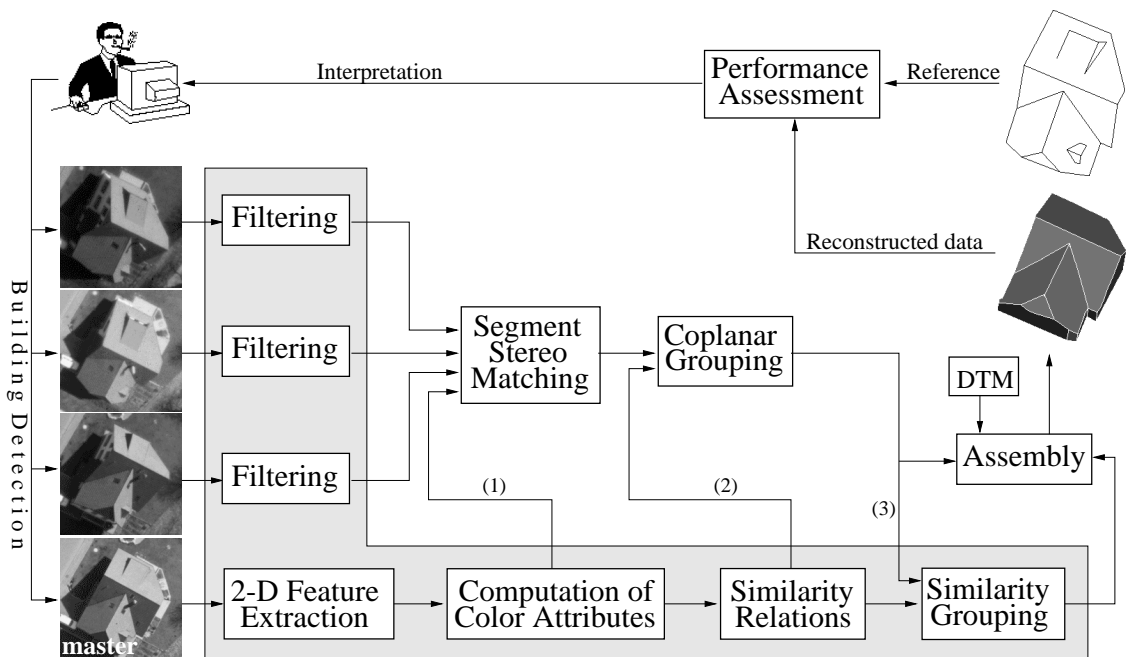 Interpretation
Performance
Assessment
Reference
Filtering
Reconstructed data
Building Detection
Segment
Stereo
Matching
Coplanar
Grouping
Filtering
DTM
Assembly
Filtering
(1)
(2)
(3)
2-D Feature
Extraction
Computation of
Color Attributes
Similarity
Relations
Similarity
Grouping
master